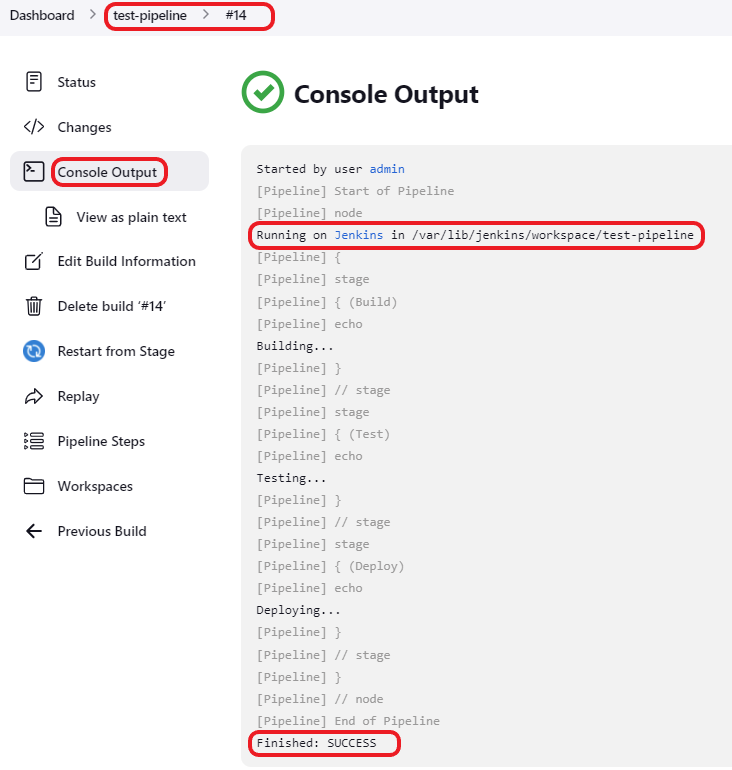 Dashboard > test-pipeline > #14
Status
Changes
Console Output
View as plain text
Edit Build Information
Delete build ‘#14’
Restart from Stage
Replay
Pipeline Steps
Workspaces
Previous Build
Console Output
Started by user admin
[Pipeline] Start of Pipeline
[Pipeline] node
Running on Jenkins in /var/lib/jenkins/workspace/test-pipeline
[Pipeline] {
[Pipeline] stage
[Pipeline] { (Build)
[Pipeline] echo
Building...
[Pipeline] }
[Pipeline] // stage
[Pipeline] stage
[Pipeline] { (Test)
[Pipeline] echo
Testing...
[Pipeline] }
[Pipeline] // stage
[Pipeline] stage
[Pipeline] { (Deploy)
[Pipeline] echo
Deploying...
[Pipeline] }
[Pipeline] // stage
[Pipeline] }
[Pipeline] // node
[Pipeline] End of Pipeline
Finished: SUCCESS